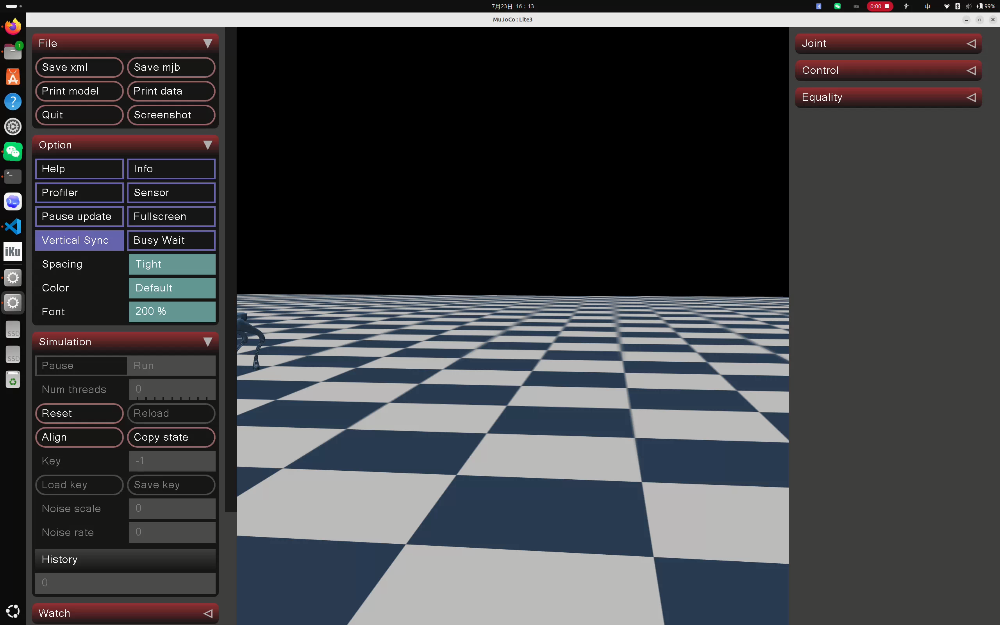 7月23日 16：13
iKu
0:00
中
99%
MuJoCo : Lite3
1
iKu
SSD
SSD
File
Save xml
Save mjb
Print model
Print data
Quit
Screenshot
Option
Help
Info
Profiler
Sensor
Pause update
Fullscreen
Vertical Sync
Busy Wait
Spacing
Tight
Color
Default
Font
200 %
Simulation
Pause
Run
Num threads
0
Reset
Reload
Align
Copy state
Key
-1
Load key
Save key
Noise scale
0
Noise rate
0
History
0
Watch
Joint
Control
Equality